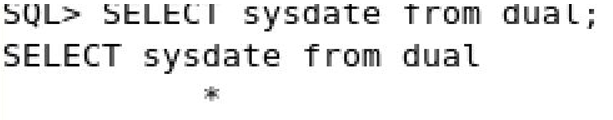 SQL> SELECT sysdate from dual;
SELECT sysdate from dual
*